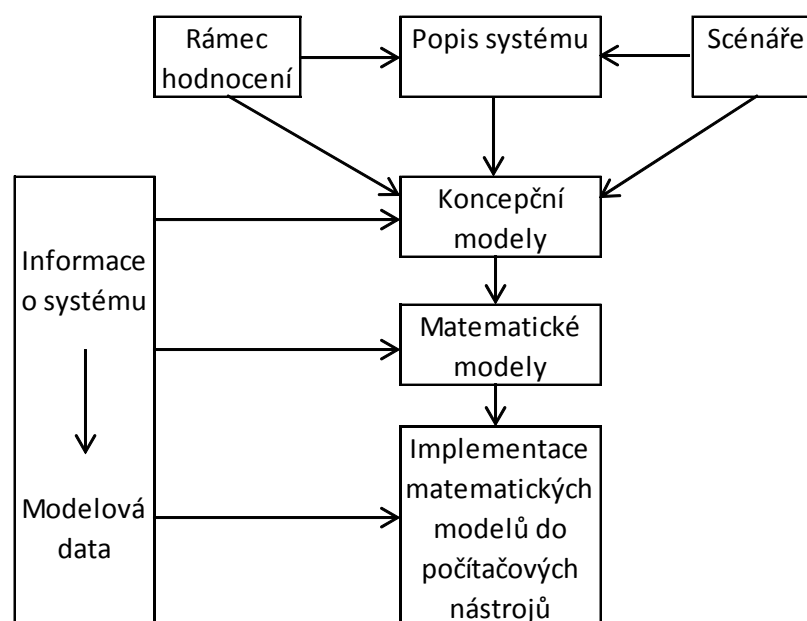 Rámec
hodnocení
Popis systému
Scénáře
Koncepční
modely
Informace
o systému
Matematické
modely
Modelová
data
Implementace
matematických
modelů do
počítačových
nástrojů